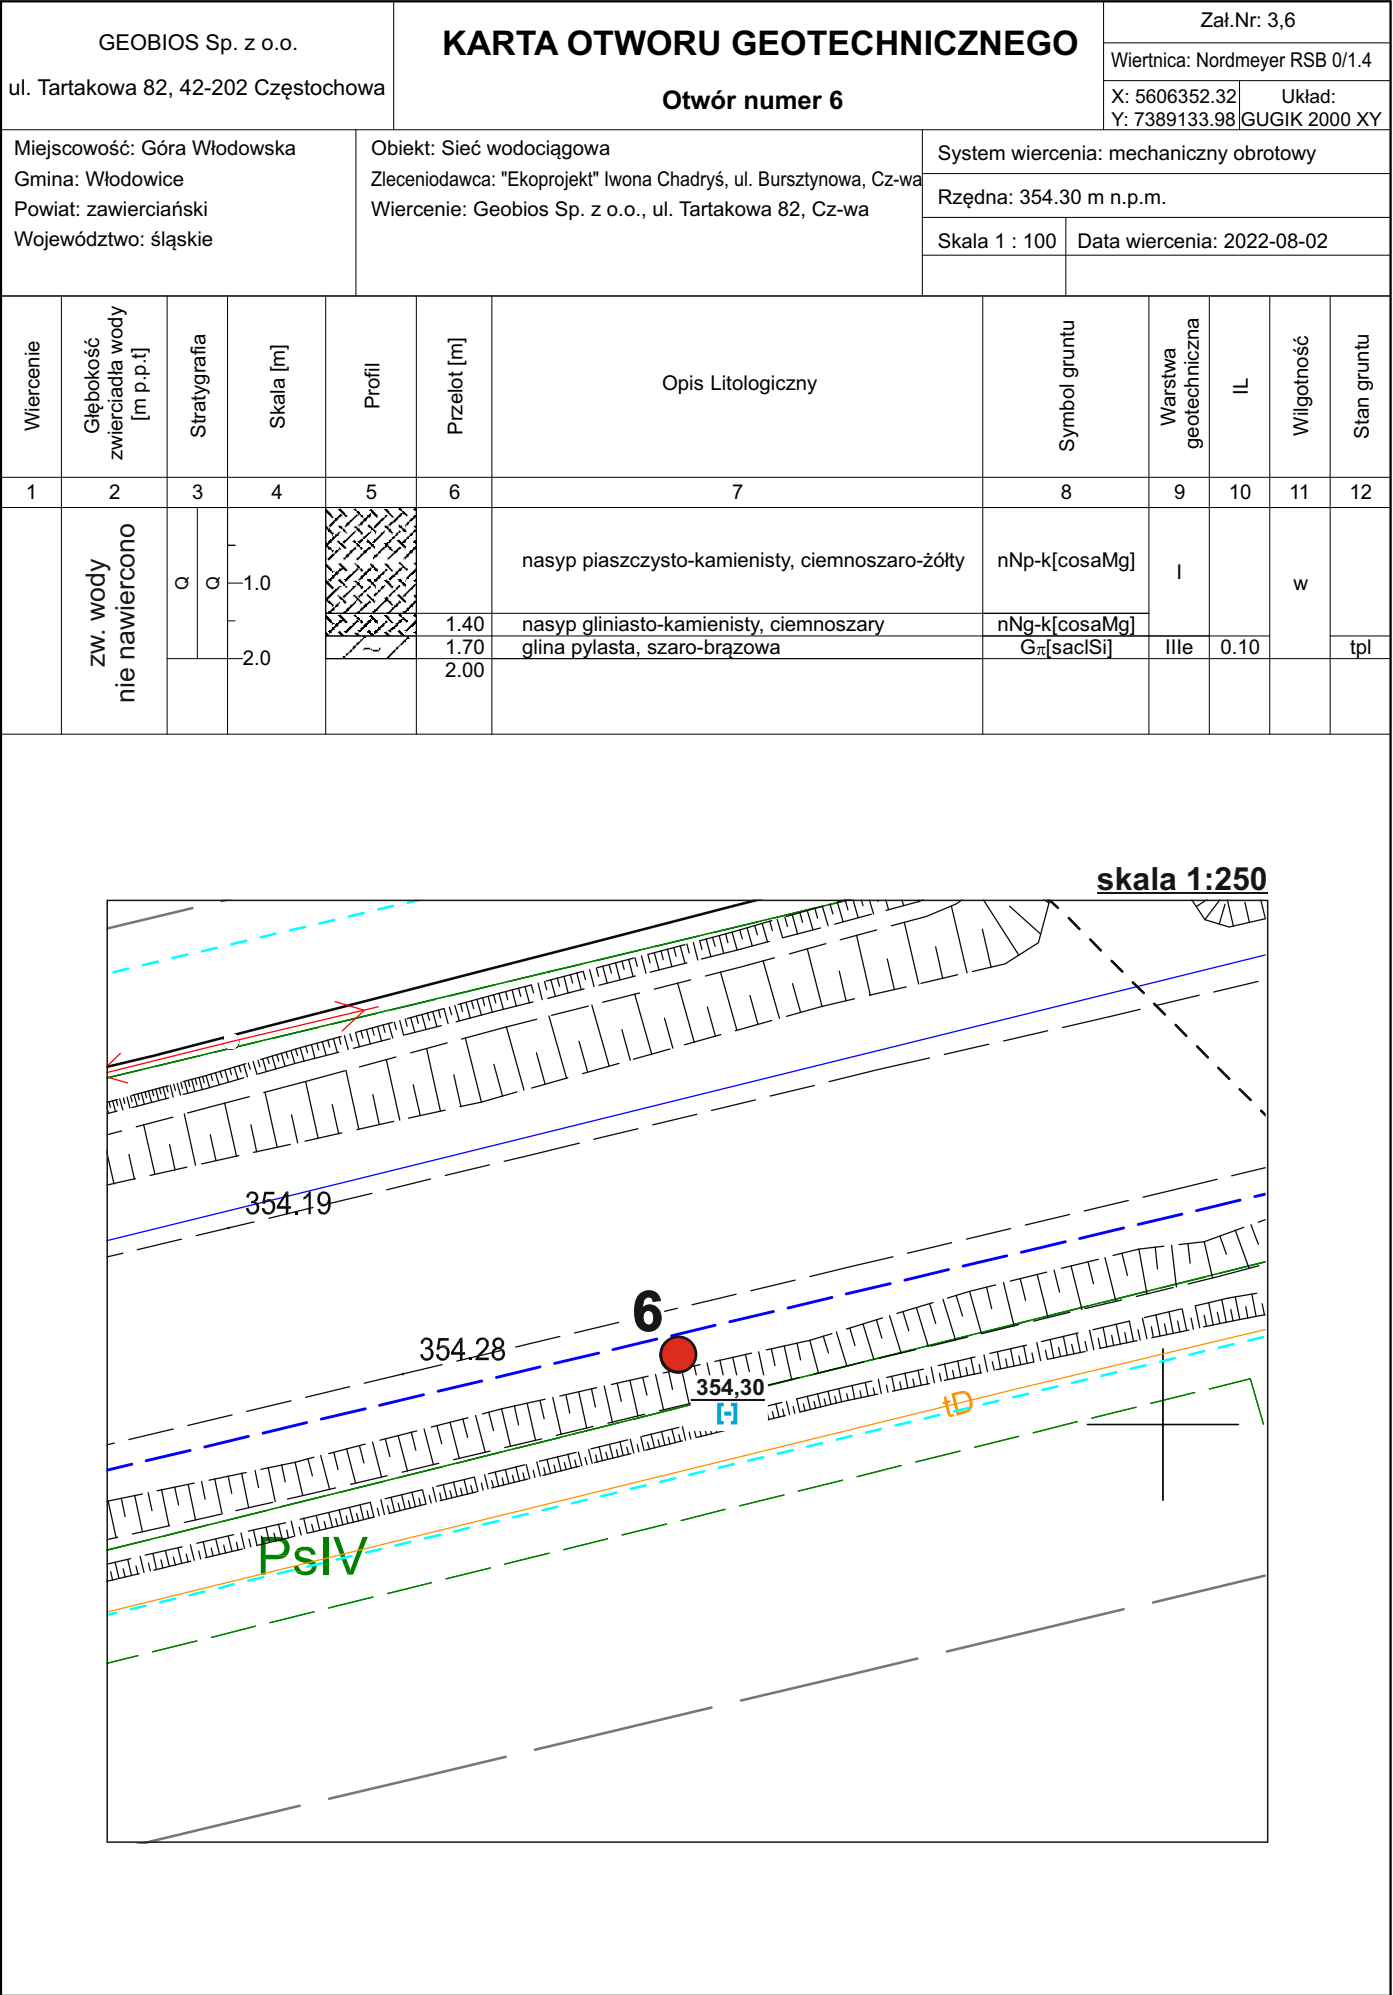 GEOBIOS Sp. z o.o.
ul. Tartakowa 82, 42-202 Częstochowa
KARTA OTWORU GEOTECHNICZNEGO
Otwór numer 6
Zał.Nr: 3,6
Wiertnica: Nordmeyer RSB 0/1.4
X: 5606352.32
Y: 7389133.98
Układ:
GUGIK 2000 XY
Miejscowość: Góra Włodowska
Gmina: Włodowice
Powiat: zawierciański
Województwo: śląskie
Obiekt: Sieć wodociągowa
Zleceniodawca: "Ekoprojekt" Iwona Chadryś, ul. Bursztynowa, Cz-wa
Wiercenie: Geobios Sp. z o.o., ul. Tartakowa 82, Cz-wa
System wiercenia: mechaniczny obrotowy
Rzędna: 354.30 m n.p.m.
Skala 1 : 100 Data wiercenia: 2022-08-02
Wiercenie
Głębokość
zwierciadła wody
[m p.p.t]
Stratygrafia
Skala [m]
Profil
Przelot [m]
Opis Litologiczny
Symbol gruntu
Warstwa
geotechniczna
IL
Wilgotność
Stan gruntu
1 2 3 4 5 6 7 8 9 10 11 12
zw. wody
nie nawiercono
Q Q
1.0
2.0
nasyp piaszczysto-kamienisty, ciemnoszaro-żółty nNp-k[cosaMg] I w
1.40 nasyp gliniasto-kamienisty, ciemnoszary nNg-k[cosaMg]
1.70 glina pylasta, szaro-brązowa Gπ[saclSi] IIIe 0.10 tpl
2.00
skala 1:250
354.19
6
354.28
354,30
[-]
tD
PsIV